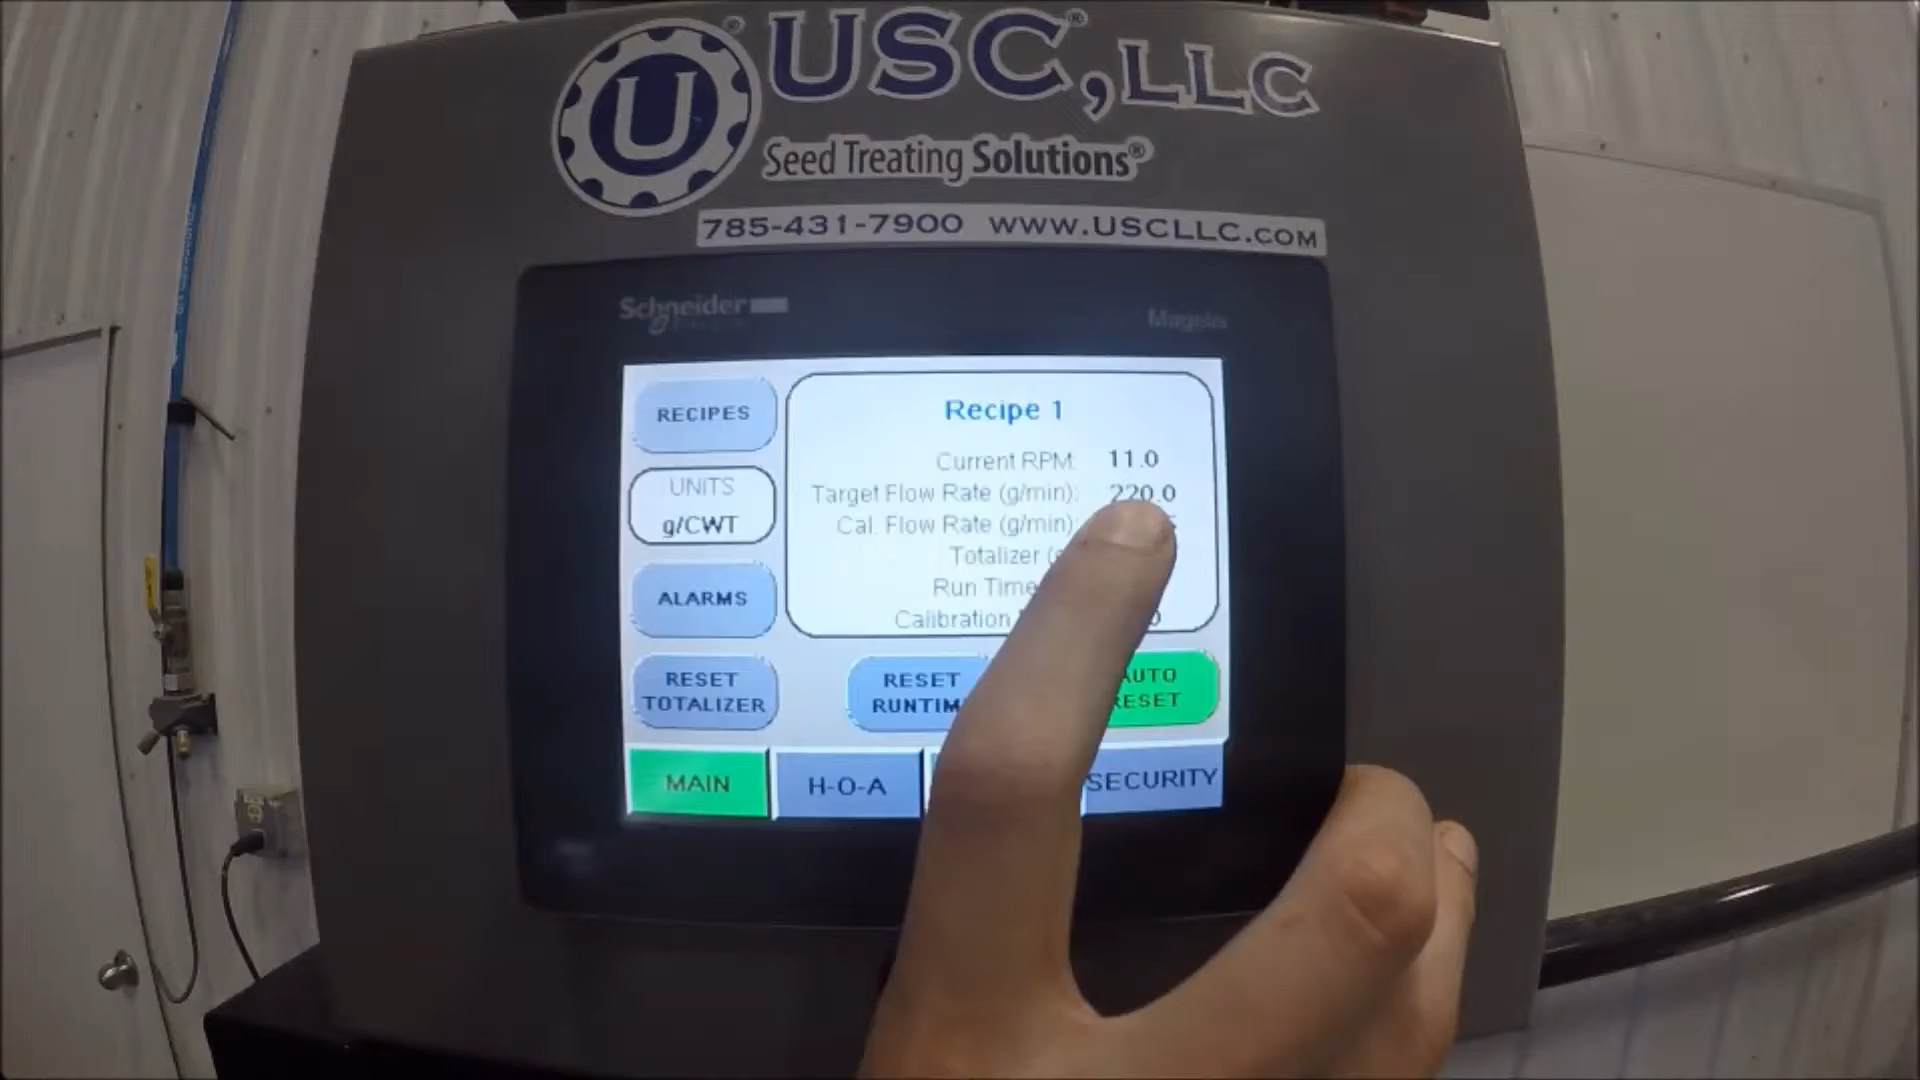 U
USC®, LLC
Seed Treating Solutions®
785-431-7900 WWW.USCLLC.COM
Schneider
Magelis
RECIPES
Recipe 1
Current RPM: 11.0
UNITS
g/CWT
Target Flow Rate (g/min): 220.0
Cal. Flow Rate (g/min):
Totalizer
Run Time
ALARMS
Calibration
RESET
TOTALIZER
RESET
RUNTIM
AUTO
RESET
MAIN
H-O-A
SECURITY